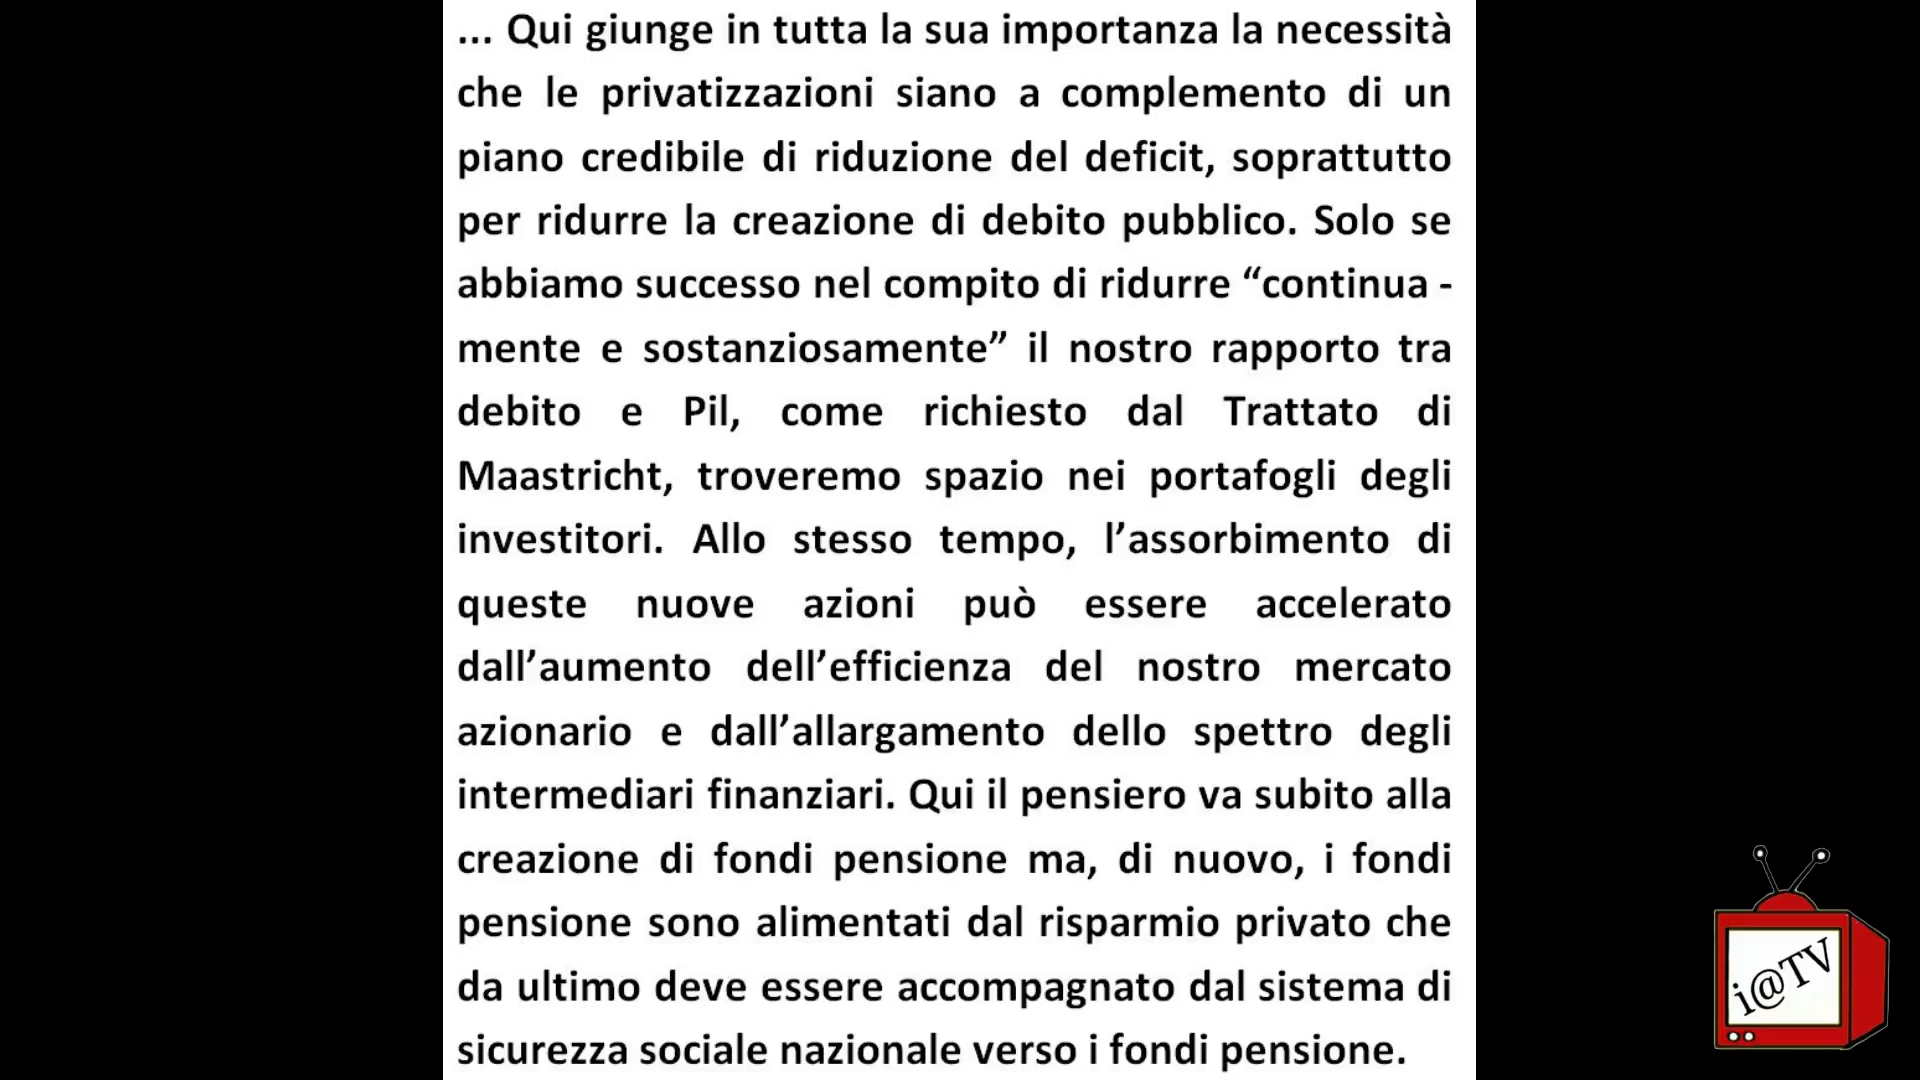 ... Qui giunge in tutta la sua importanza la necessità
che le privatizzazioni siano a complemento di un
piano credibile di riduzione del deficit, soprattutto
per ridurre la creazione di debito pubblico. Solo se
abbiamo successo nel compito di ridurre “continua -
mente e sostanziosamente” il nostro rapporto tra
debito e Pil, come richiesto dal Trattato di
Maastricht, troveremo spazio nei portafogli degli
investitori. Allo stesso tempo, l’assorbimento di
queste nuove azioni può essere accelerato
dall’aumento dell’efficienza del nostro mercato
azionario e dall’allargamento dello spettro degli
intermediari finanziari. Qui il pensiero va subito alla
creazione di fondi pensione ma, di nuovo, i fondi
pensione sono alimentati dal risparmio privato che
da ultimo deve essere accompagnato dal sistema di
sicurezza sociale nazionale verso i fondi pensione.
i@TV